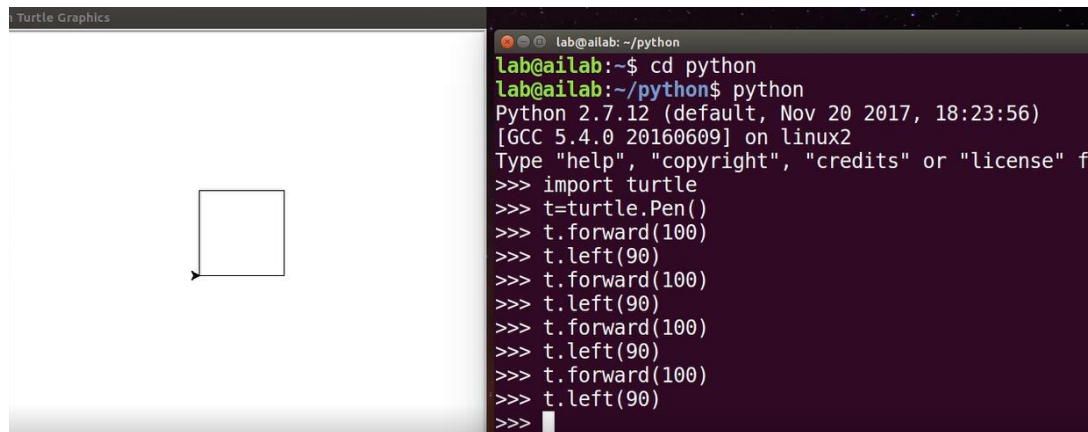 Turtle Graphics
lab@ailab: ~/python
lab@ailab:~$ cd python
lab@ailab:~/python$ python
Python 2.7.12 (default, Nov 20 2017, 18:23:56)
[GCC 5.4.0 20160609] on linux2
Type "help", "copyright", "credits" or "license"
>>> import turtle
>>> t=turtle.Pen()
>>> t.forward(100)
>>> t.left(90)
>>> t.forward(100)
>>> t.left(90)
>>> t.forward(100)
>>> t.left(90)
>>> t.forward(100)
>>> t.left(90)
>>>